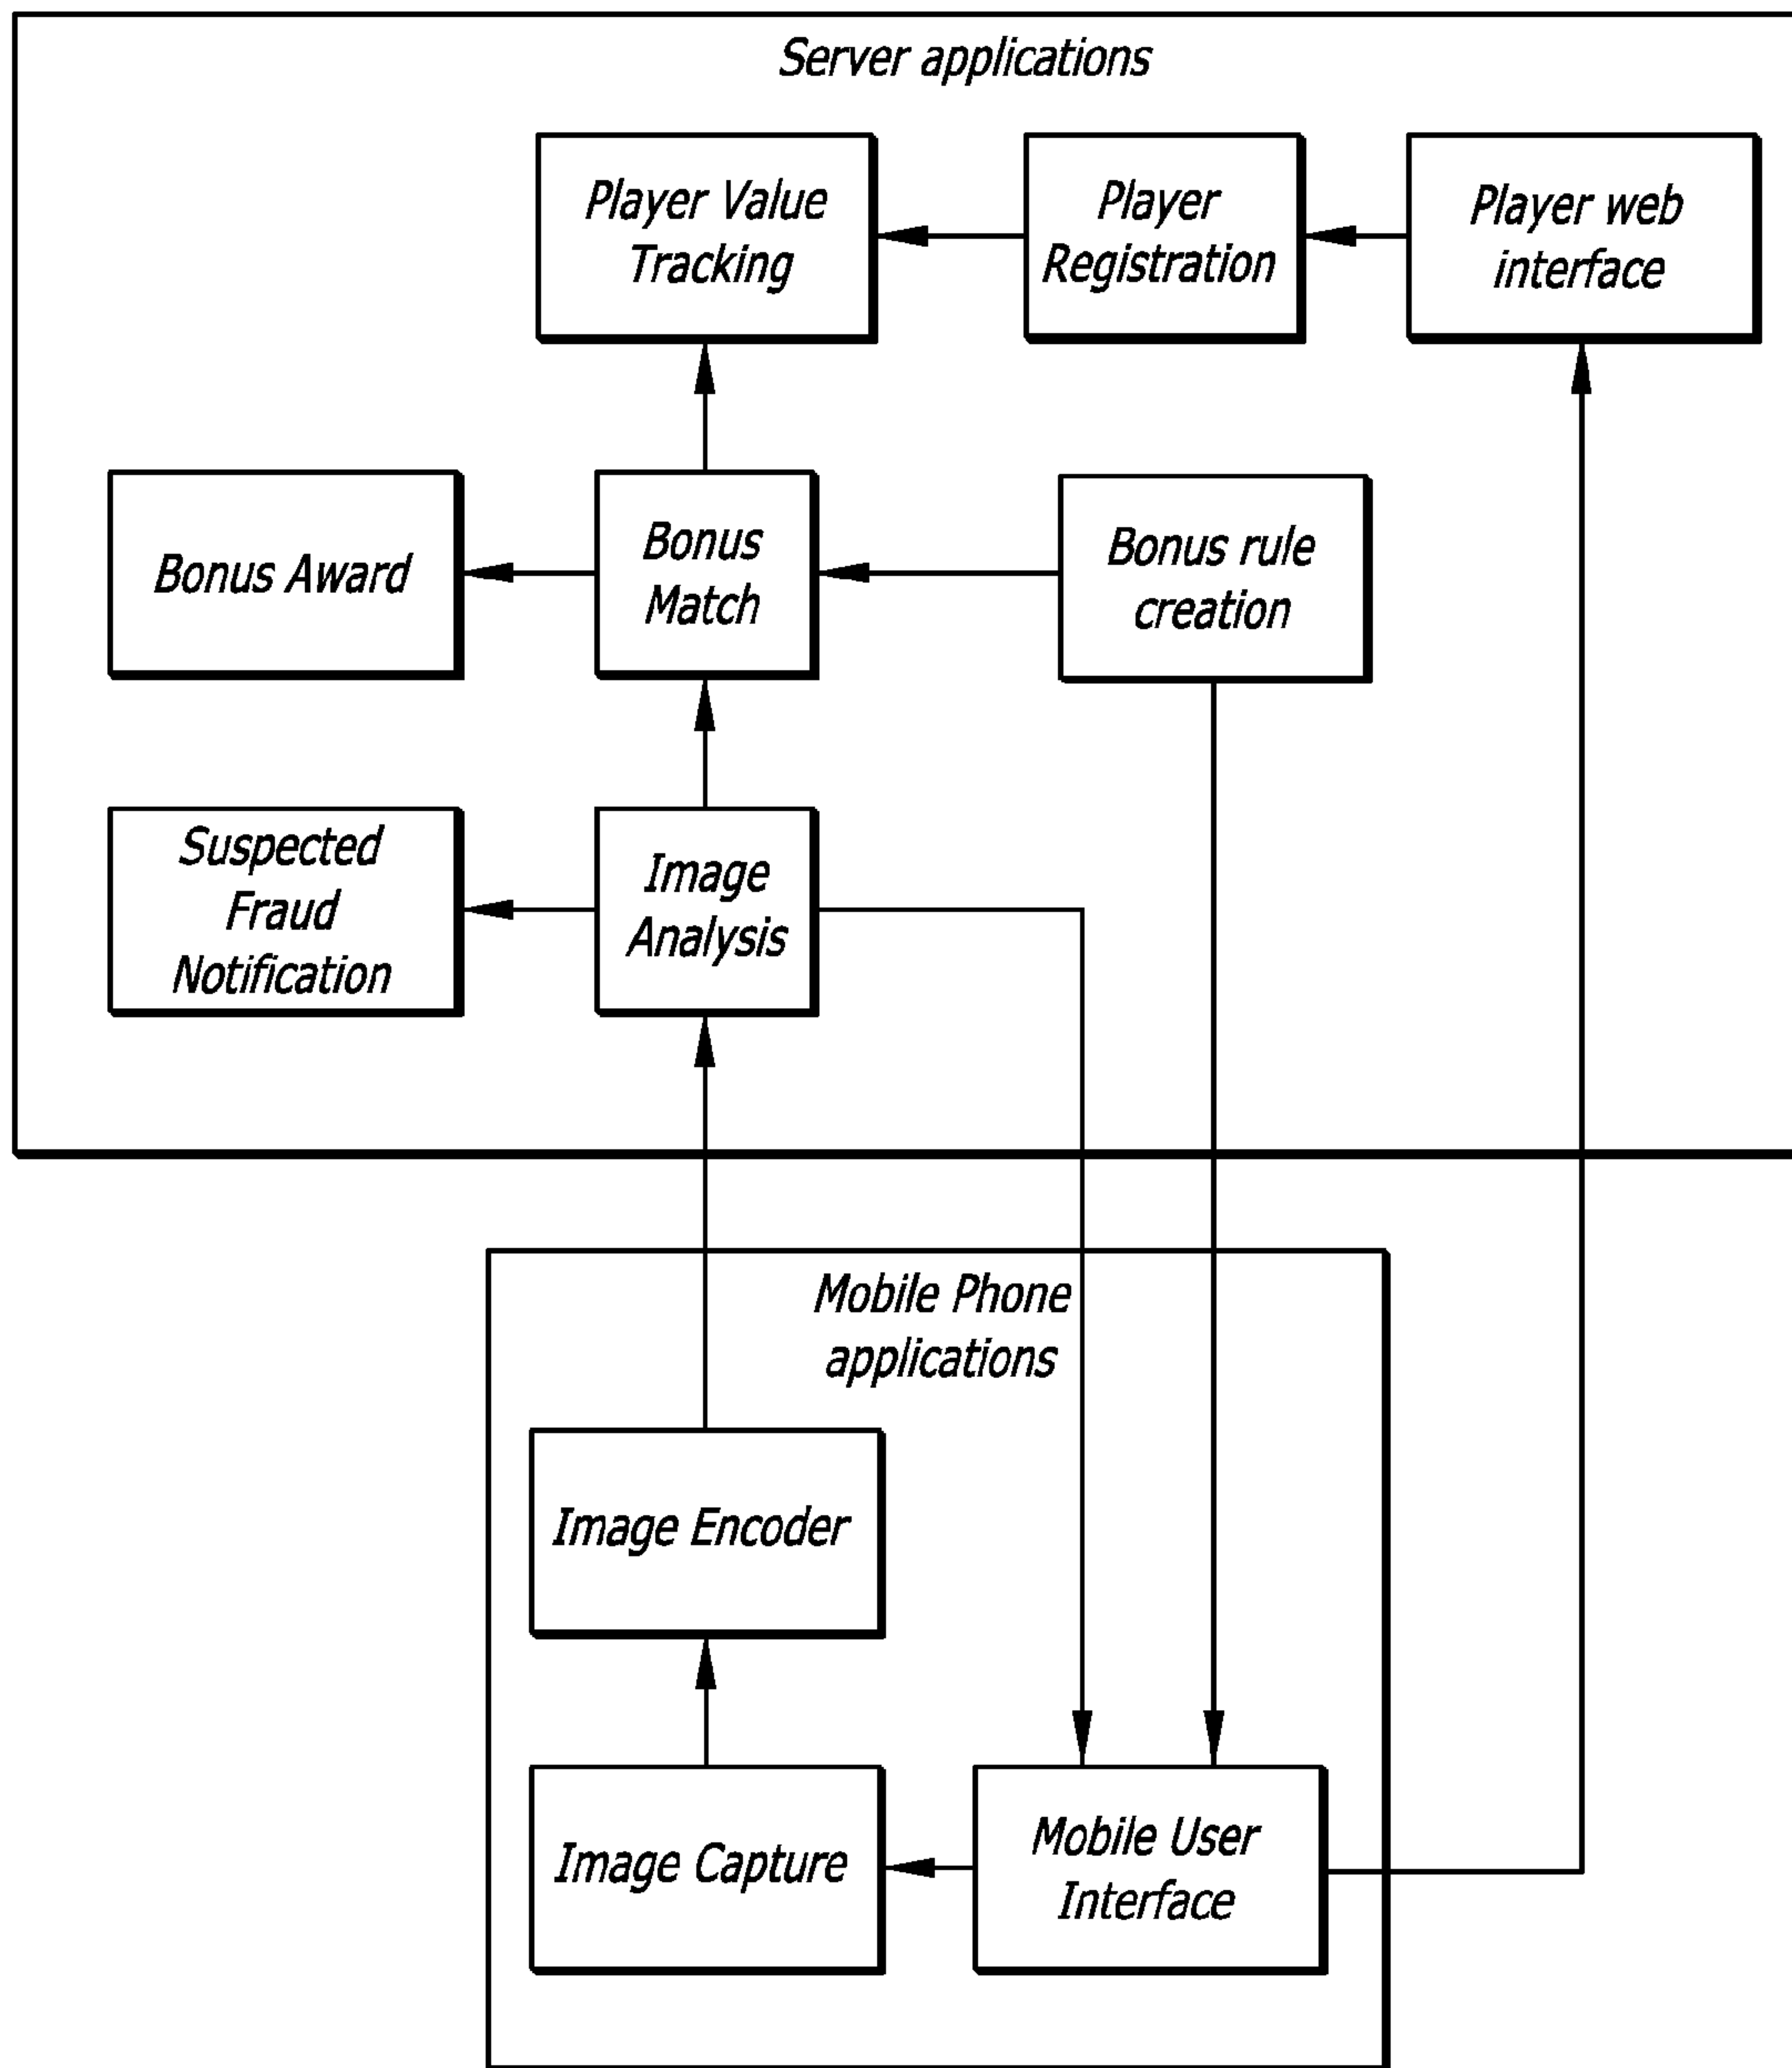 Server applications
Player Value
Tracking
Player
Registration
Player web
interface
Bonus Award
Bonus
Match
Bonus rule
creation
Suspected
Fraud
Notification
Image
Analysis
Mobile Phone
applications
Image Encoder
Image Capture
Mobile User
Interface